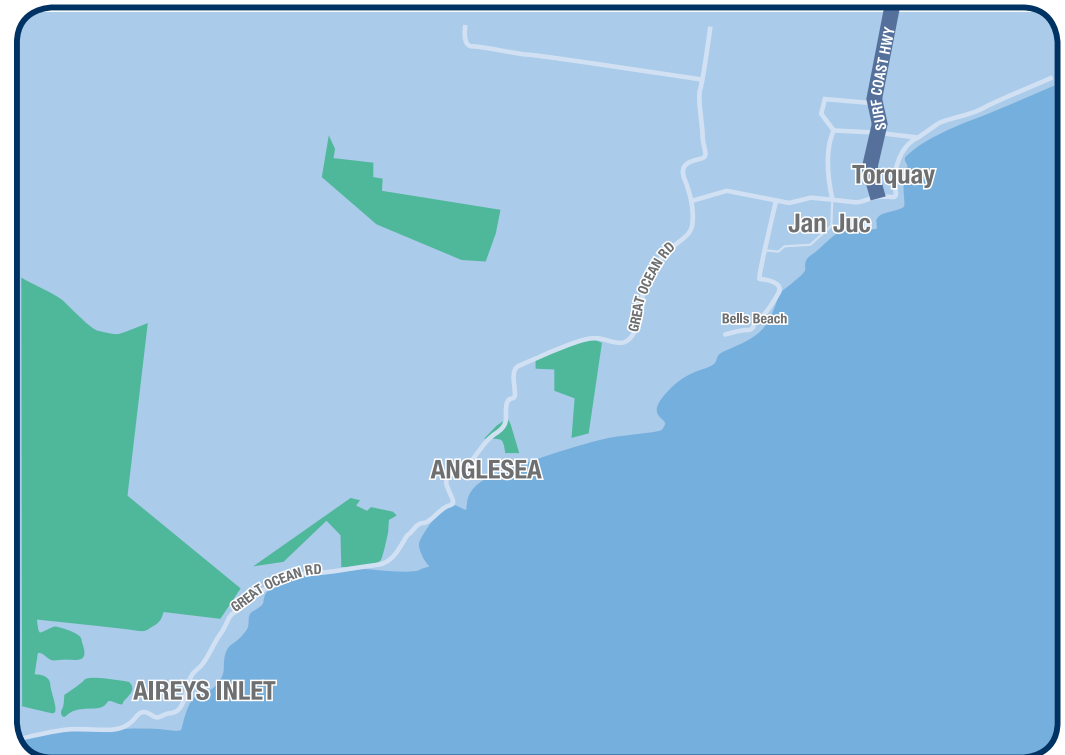 SURF COAST HWY
Torquay
Jan Juc
GREAT OCEAN RD
Bells Beach
ANGLESEA
GREAT OCEAN RD
AIREYS INLET